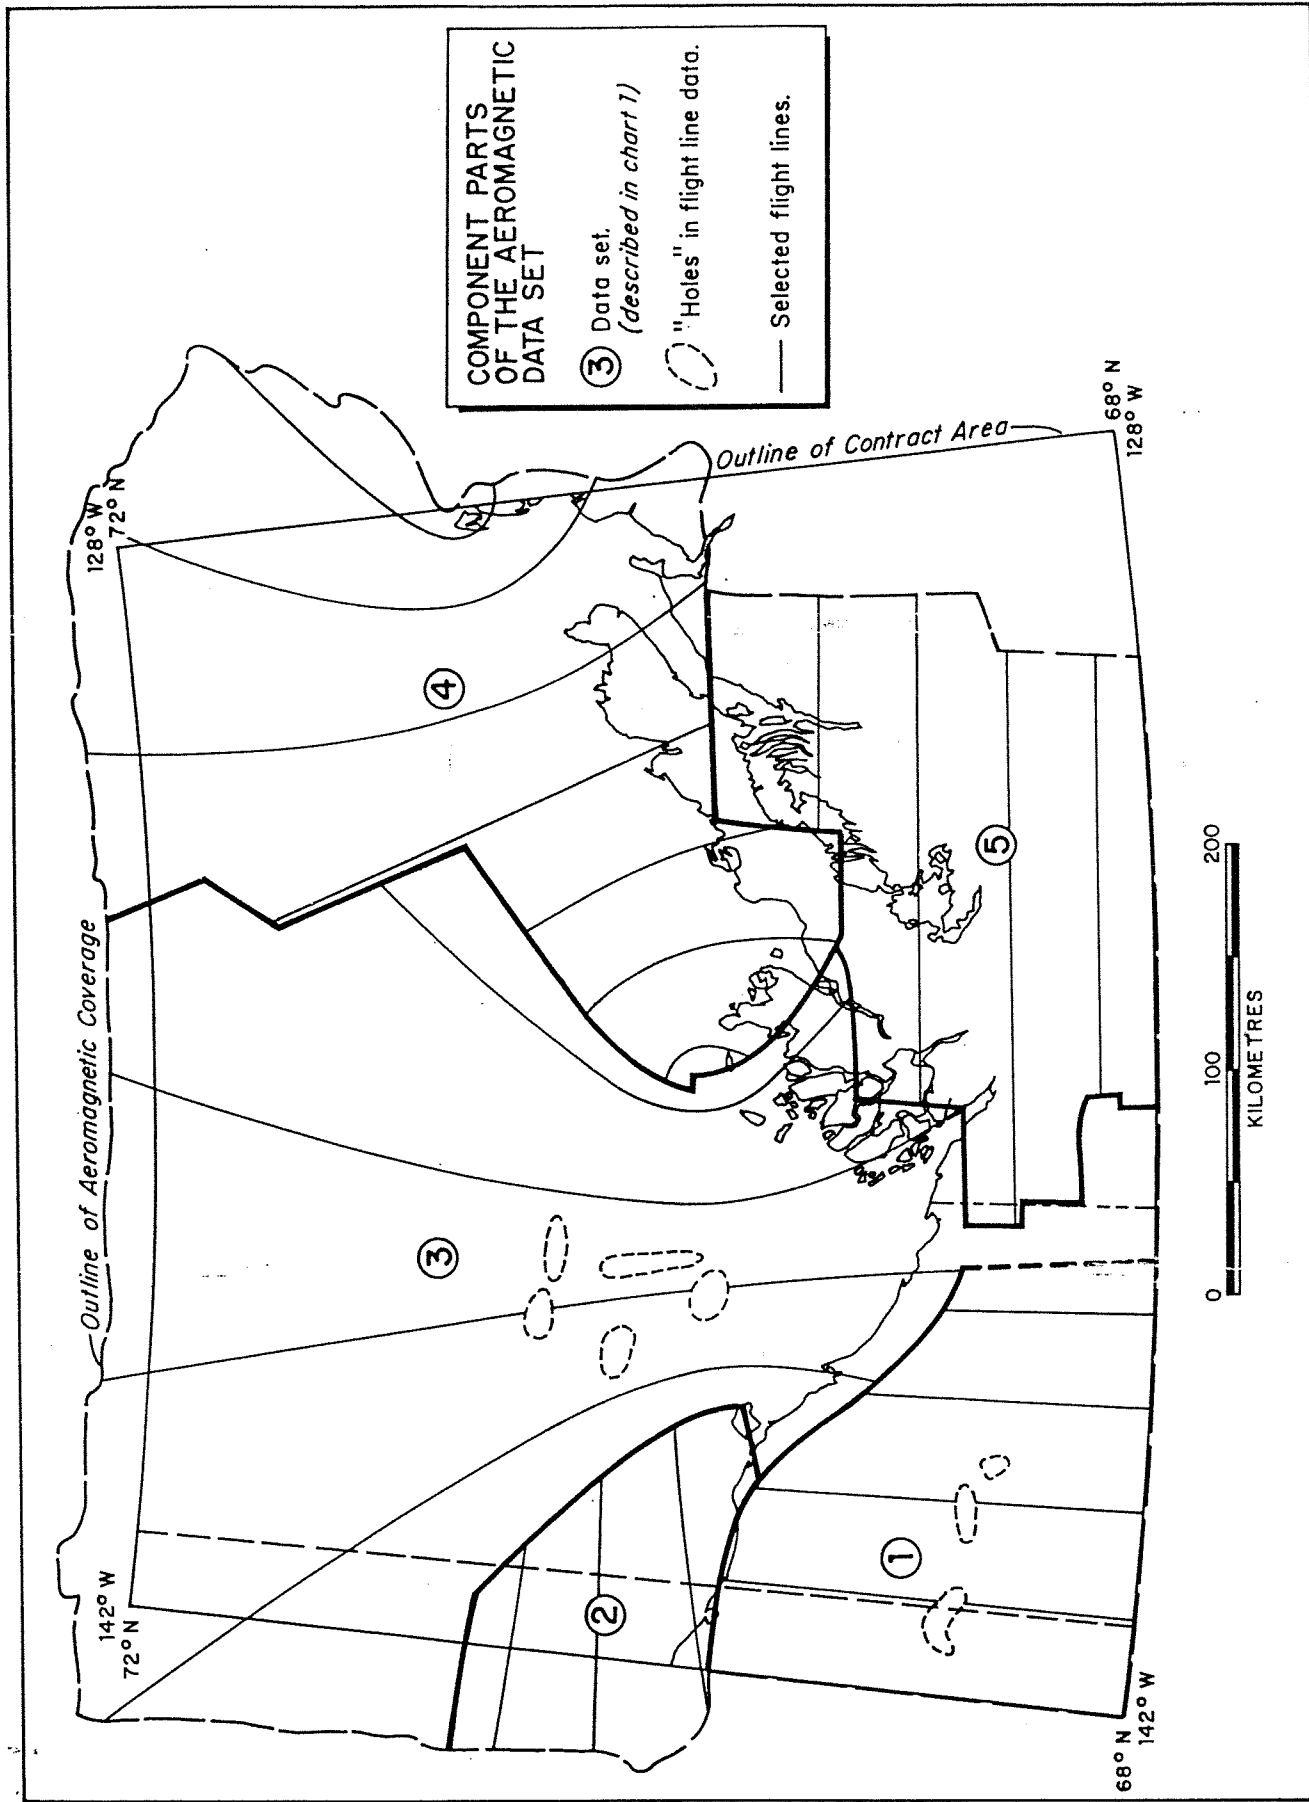 COMPONENT PARTS
OF THE AEROMAGNETIC
DATA SET
3 Data set.
(described in chart 1)
"Holes" in flight line data.
Selected flight lines.
Outline of Aeromagnetic Coverage
142° W
72° N
128° W
72° N
Outline of Contract Area
3
4
2
1
5
68° N
142° W
68° N
128° W
0 100 200
KILOMETRES